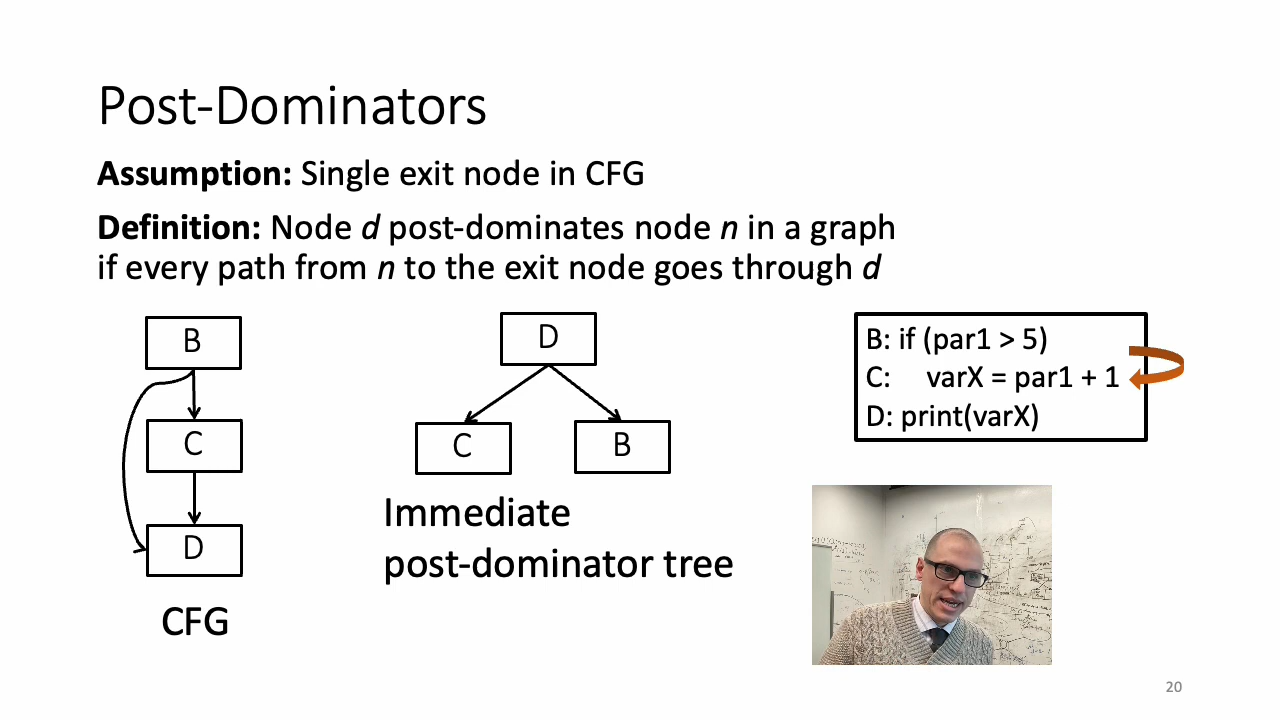 Post-Dominators
Assumption: Single exit node in CFG
Definition: Node d post-dominates node n in a graph
if every path from n to the exit node goes through d
B
C
D
CFG
D
C
B
Immediate
post-dominator tree
B: if (par1 > 5)
C: varX = par1 + 1
D: print(varX)
20